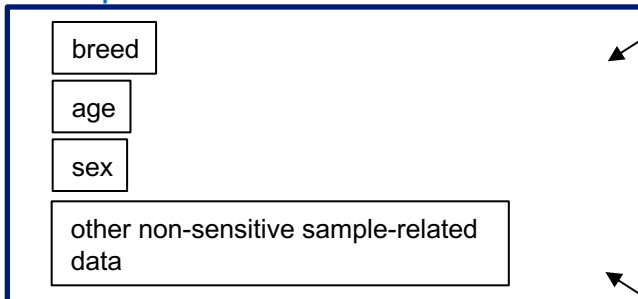 breed
age
sex
other non-sensitive sample-related
data